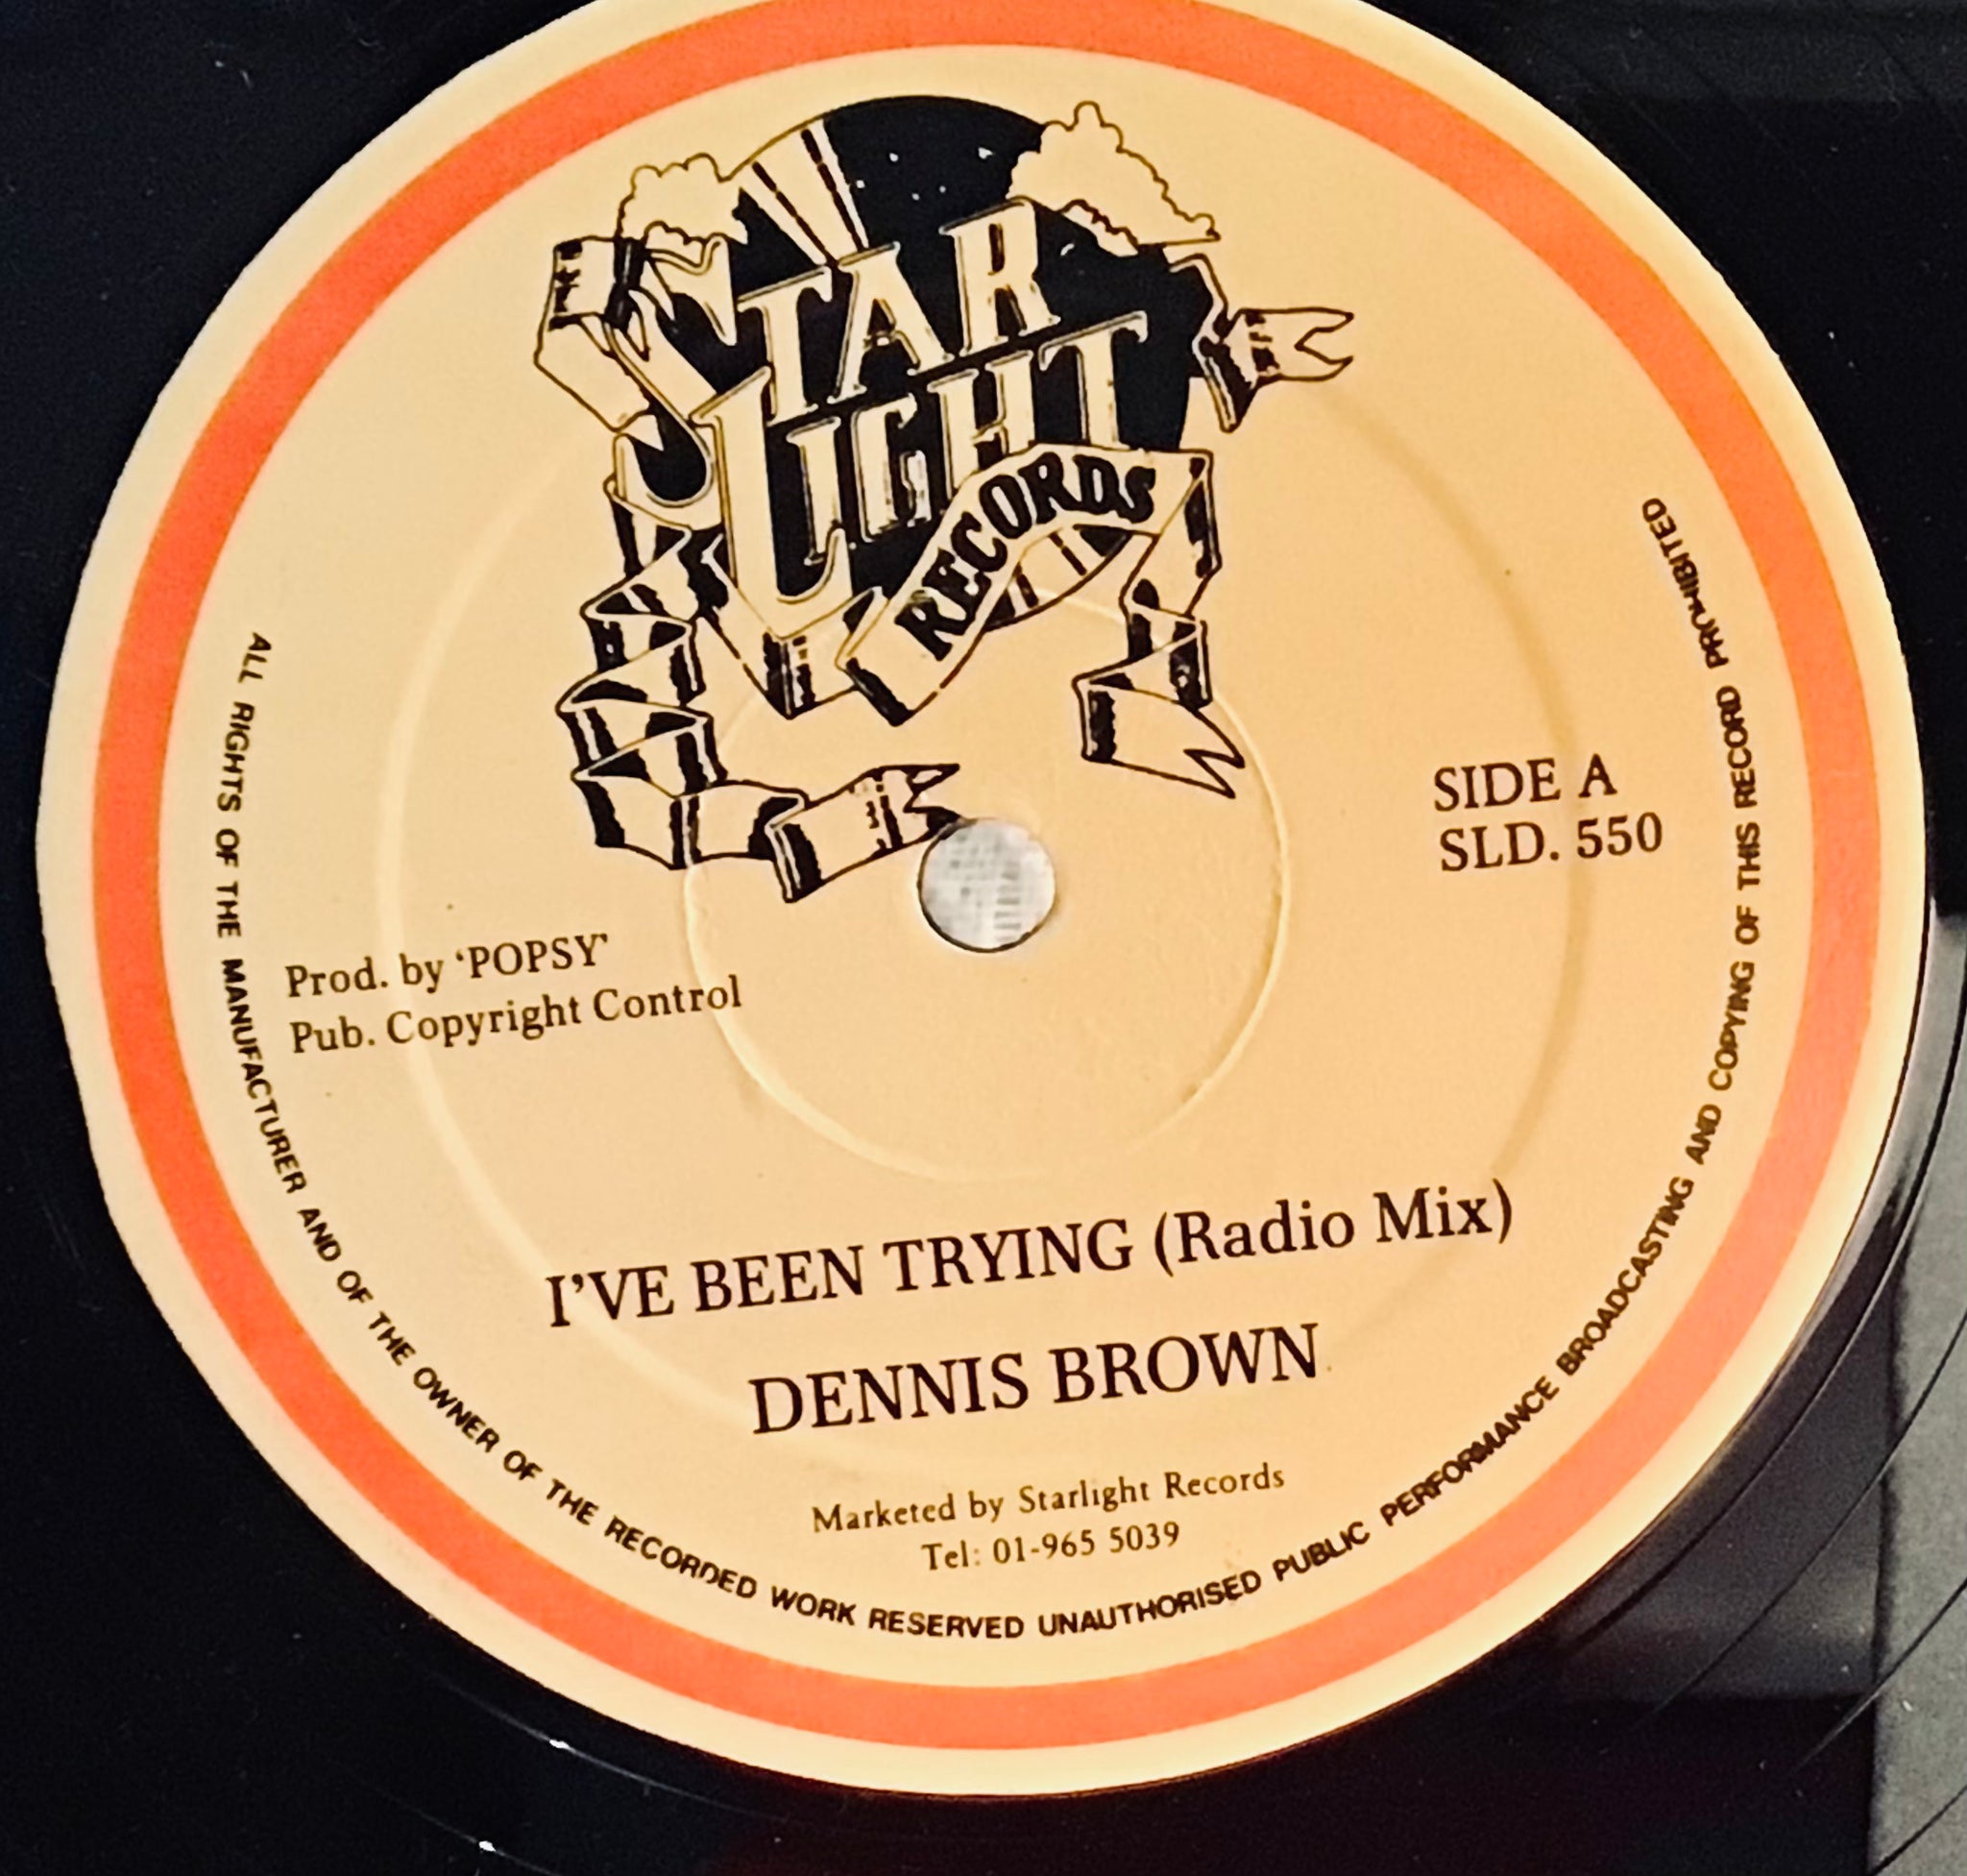 STAR
LIGHT
RECORDS
SIDE A
SLD. 550
Prod. by ‘POPSY’
Pub. Copyright Control
I’VE BEEN TRYING (Radio Mix)
DENNIS BROWN
Marketed by Starlight Records
Tel: 01-965 5039
ALL RIGHTS OF THE MANUFACTURER AND OF THE OWNER OF THE RECORDED WORK RESERVED UNAUTHORISED PUBLIC PERFORMANCE BROADCASTING AND COPYING OF THIS RECORD PROHIBITED